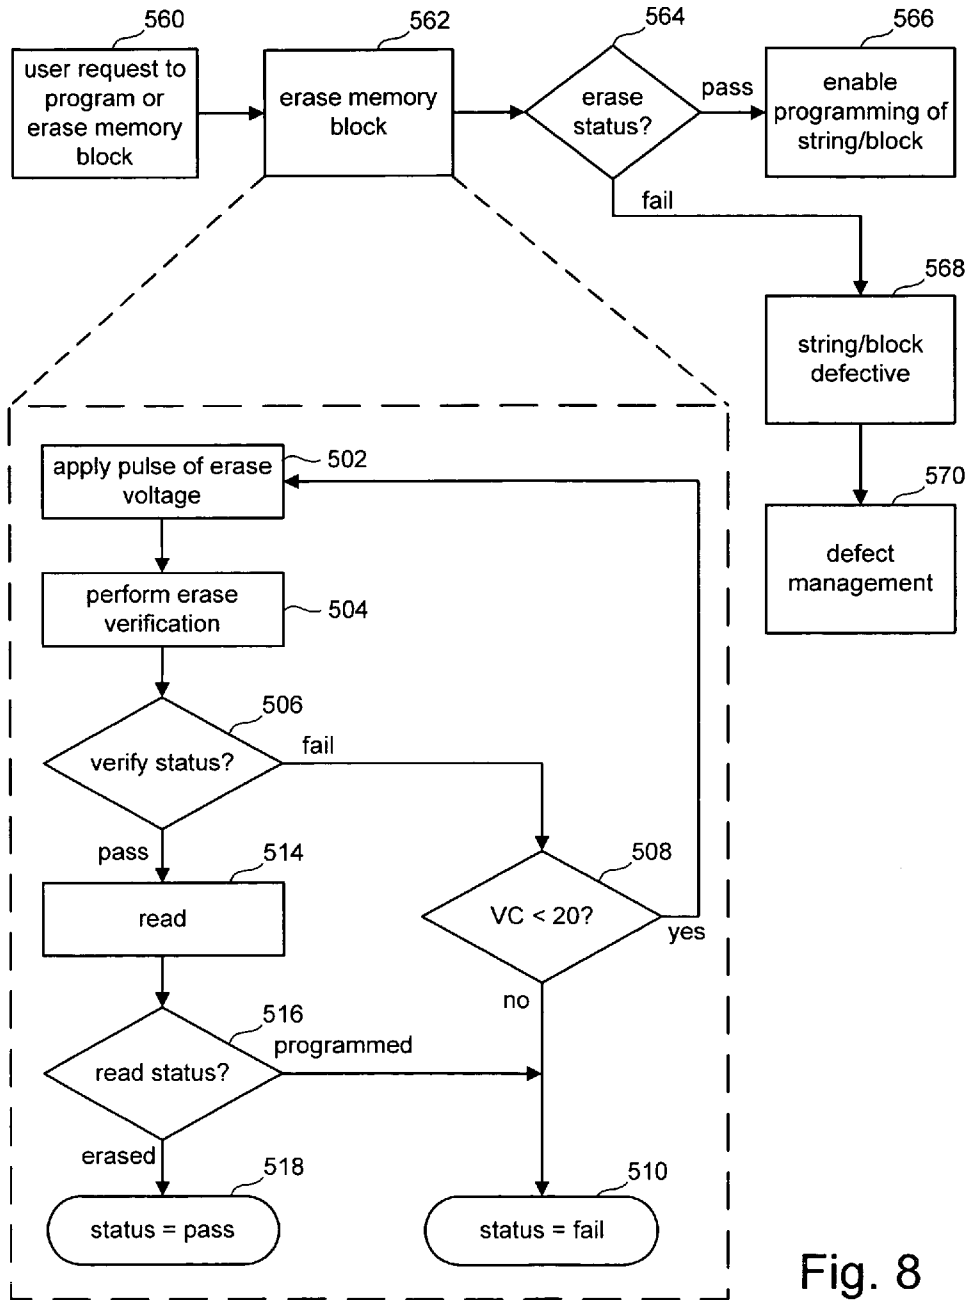 560
562
564
566
user request to
program or
erase memory
block
erase memory
block
erase
status?
pass
enable
programming of
string/block
fail
568
string/block
defective
570
defect
management
apply pulse of erase
voltage
502
perform erase
verification
504
506
verify status?
fail
pass
514
read
508
VC < 20?
yes
no
516
read status?
programmed
erased
518
status = pass
510
status = fail
Fig. 8